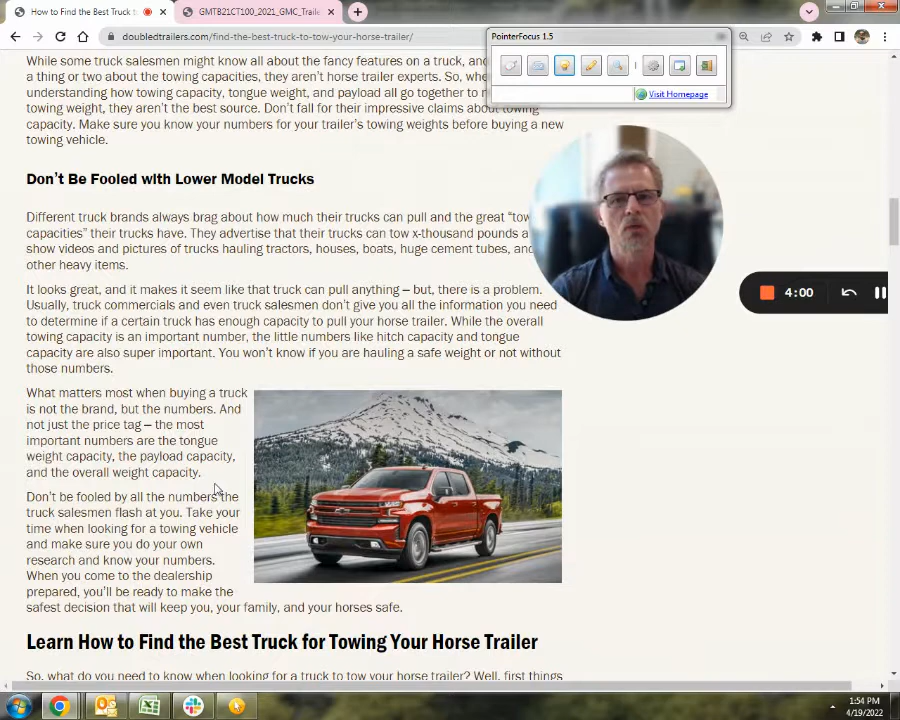 How to Find the Best Truck to
GMTB21CT100_2021_GMC_Traile
doubledtrailers.com/find-the-best-truck-to-tow-your-horse-trailer/
PointerFocus 1.5
Visit Homepage
While some truck salesmen might know all about the fancy features on a truck, and
a thing or two about the towing capacities, they aren't horse trailer experts. So, when
understanding how towing capacity, tongue weight, and payload all go together to
towing weight, they aren't the best source. Don't fall for their impressive claims about towing
capacity. Make sure you know your numbers for your trailer's towing weights before buying a new
towing vehicle.
Don't Be Fooled with Lower Model Trucks
Different truck brands always brag about how much their trucks can pull and the great "tow
capacities" their trucks have. They advertise that their trucks can tow x-thousand pounds a
show videos and pictures of trucks hauling tractors, houses, boats, huge cement tubes, and
other heavy items.
It looks great, and it makes it seem like that truck can pull anything – but, there is a problem.
Usually, truck commercials and even truck salesmen don't give you all the information you need
to determine if a certain truck has enough capacity to pull your horse trailer. While the overall
towing capacity is an important number, the little numbers like hitch capacity and tongue
capacity are also super important. You won't know if you are hauling a safe weight or not without
those numbers.
4:00
What matters most when buying a truck
is not the brand, but the numbers. And
not just the price tag – the most
important numbers are the tongue
weight capacity, the payload capacity,
and the overall weight capacity.
Don't be fooled by all the numbers the
truck salesmen flash at you. Take your
time when looking for a towing vehicle
and make sure you do your own
research and know your numbers.
When you come to the dealership
prepared, you'll be ready to make the
safest decision that will keep you, your family, and your horses safe.
Learn How to Find the Best Truck for Towing Your Horse Trailer
So, what do you need to know when looking for a truck to tow your horse trailer? Well, first things
1:54 PM
4/19/2022